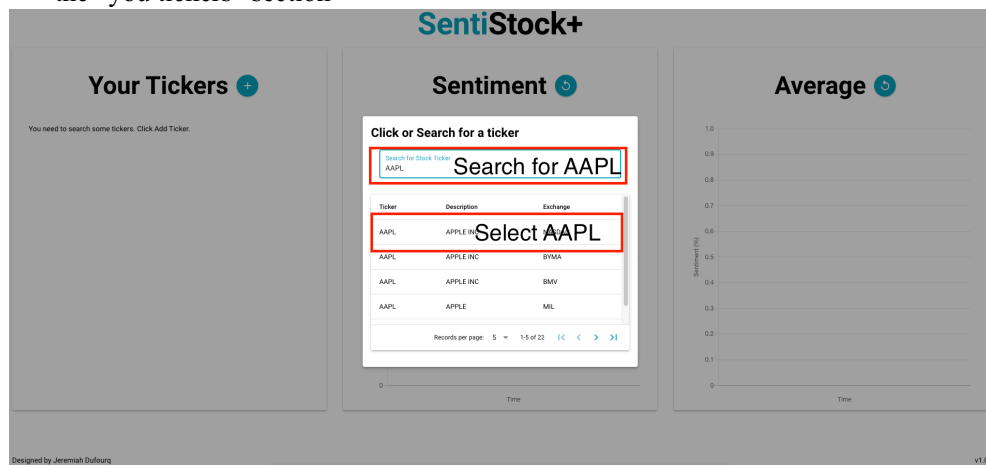 SentiStock+
Your Tickers +
You need to search some tickers. Click Add Ticker.
Sentiment
Average
Click or Search for a ticker
Search for Stock Ticker
AAPL
Search for AAPL
Ticker Description Exchange
AAPL APPLE INC
Select AAPL
AAPL APPLE INC BYMA
AAPL APPLE INC BMV
AAPL APPLE MIL
Records per page: 5 1-5 of 22
0
Time
1.0
0.9
0.8
0.7
0.6
0.5
0.4
0.3
0.2
0.1
0
Sentiment (%)
Time
Designed by Jeremiah Dufourq